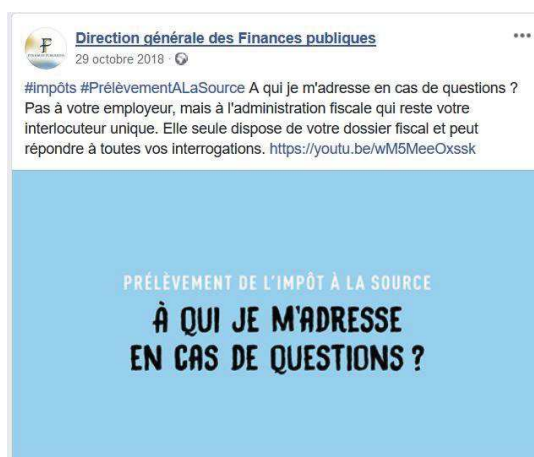 Direction générale des Finances publiques
29 octobre 2018 ·
#impôts #PrélèvementALaSource A qui je m'adresse en cas de questions ?
Pas à votre employeur, mais à l'administration fiscale qui reste votre
interlocuteur unique. Elle seule dispose de votre dossier fiscal et peut
répondre à toutes vos interrogations. https://youtu.be/wM5MeeOxssk
PRÉLÈVEMENT DE L'IMPÔT À LA SOURCE
À QUI JE M'ADRESSE
EN CAS DE QUESTIONS ?